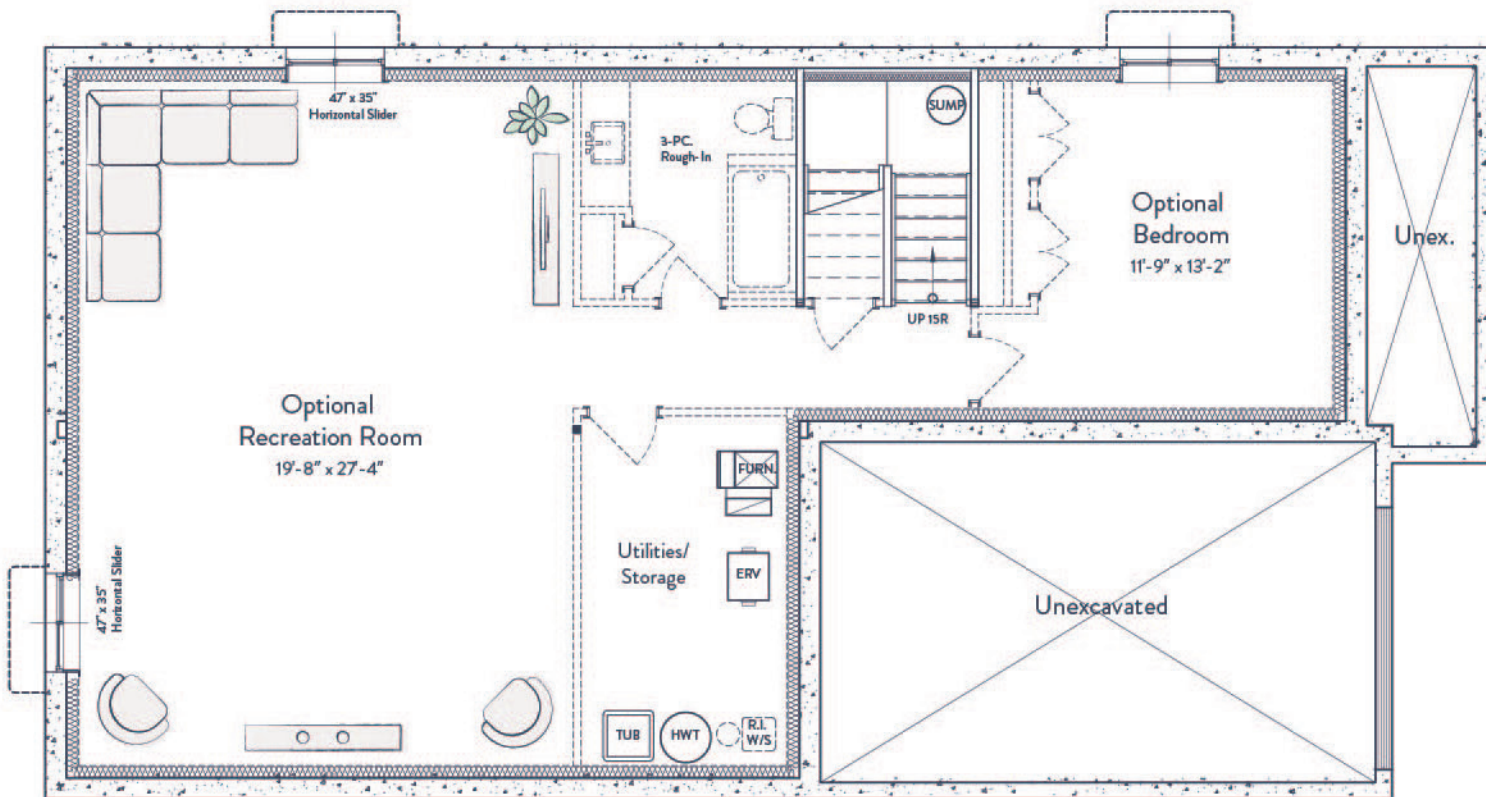 47" x 35"
Horizontal Slider
3-PC.
Rough-In
SUMP
Optional
Bedroom
11'-9" x 13'-2"
Unex.
UP 15R
Optional
Recreation Room
19'-8" x 27'-4"
FURN.
Utilities/
Storage
ERV
47" x 35"
Horizontal Slider
Unexcavated
TUB
HWT
R.I.
W/S